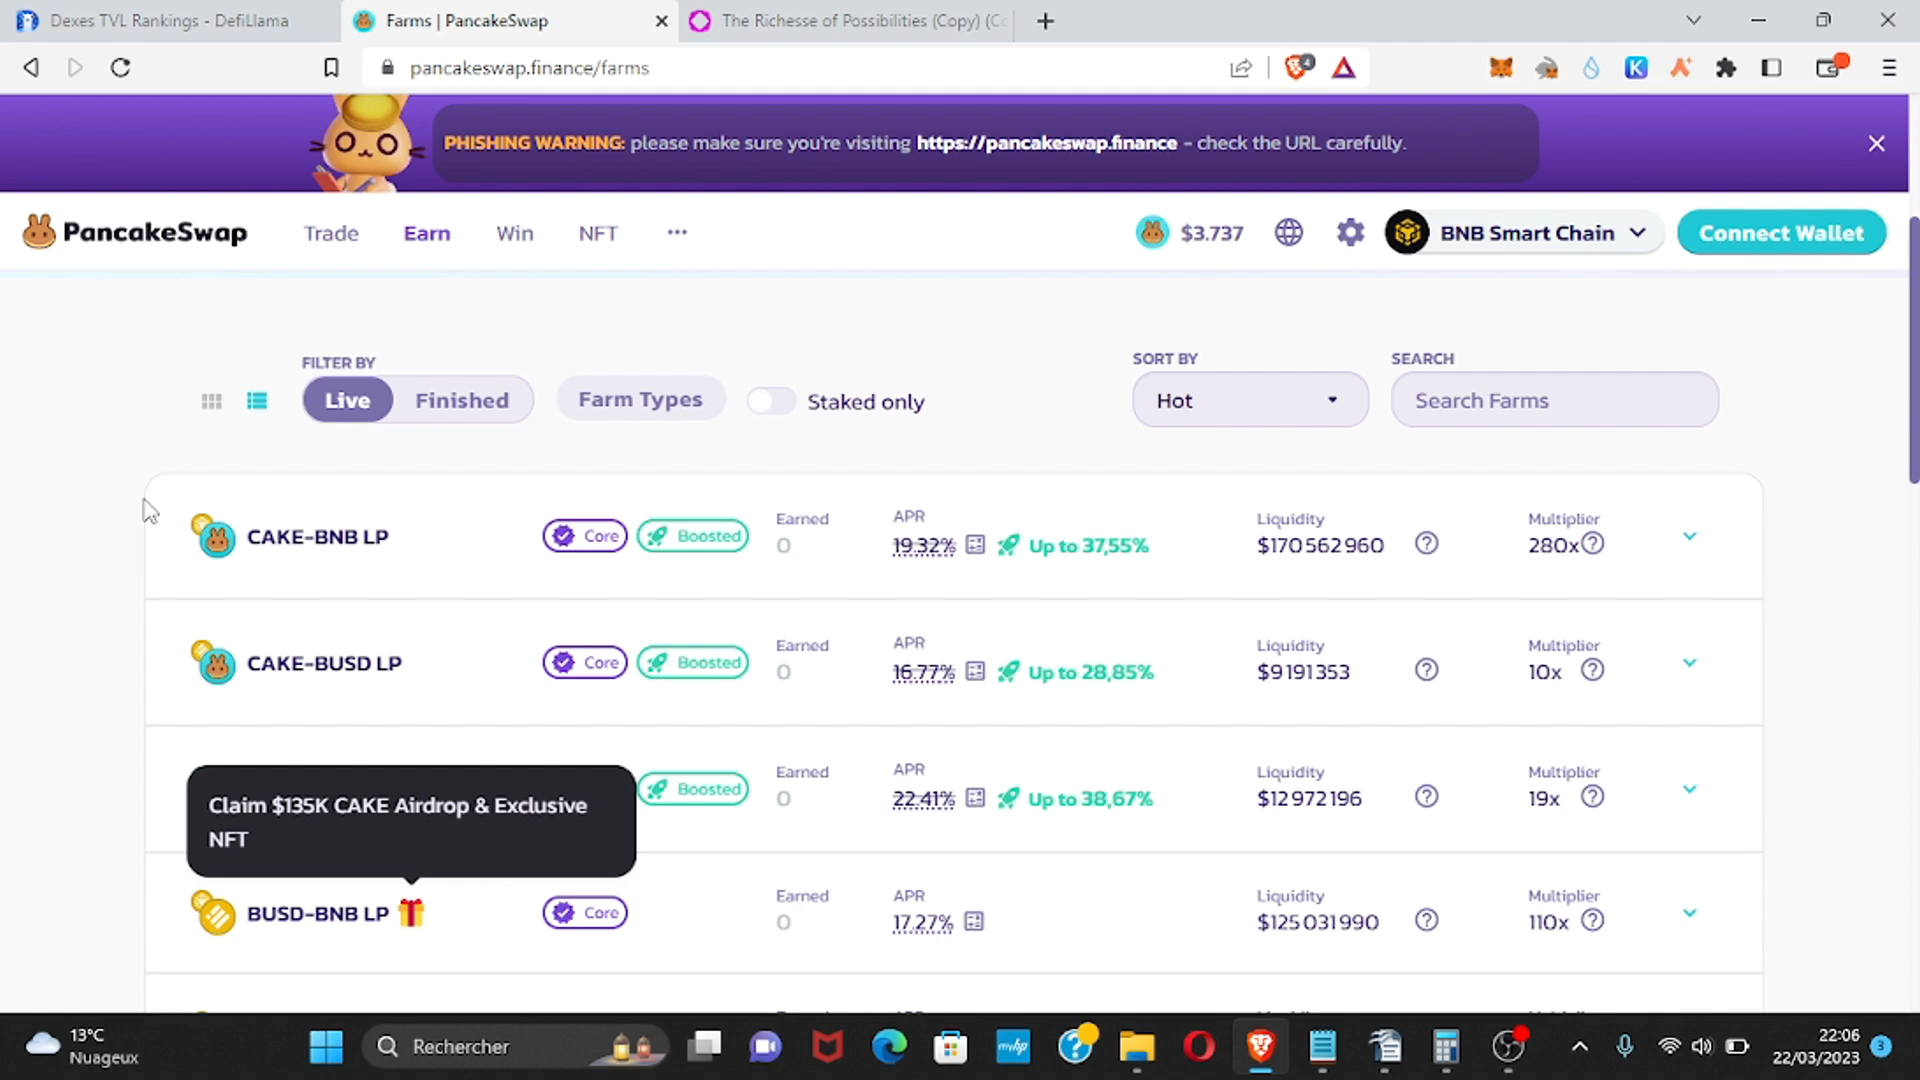 Dexes TVL Rankings - DefiLlama
Farms | PancakeSwap
The Richesse of Possibilities (Copy) (Co
pancakeswap.finance/farms
4
PHISHING WARNING: please make sure you're visiting https://pancakeswap.finance - check the URL carefully.
PancakeSwap
Trade
Earn
Win
NFT
$3.737
BNB Smart Chain
Connect Wallet
FILTER BY
Live
Finished
Farm Types
Staked only
SORT BY
Hot
SEARCH
Search Farms
CAKE-BNB LP
Core
Boosted
Earned
0
APR
19.32%
Up to 37,55%
Liquidity
$170 562 960
Multiplier
280x
CAKE-BUSD LP
Core
Boosted
Earned
0
APR
16.77%
Up to 28,85%
Liquidity
$9 191 353
Multiplier
10x
Claim $135K CAKE Airdrop & Exclusive
NFT
Boosted
Earned
0
APR
22.41%
Up to 38,67%
Liquidity
$12 972 196
Multiplier
19x
BUSD-BNB LP
Core
Earned
0
APR
17.27%
Liquidity
$125 031 990
Multiplier
110x
13°C
Nuageux
Rechercher
myhp
22:06
22/03/2023
3